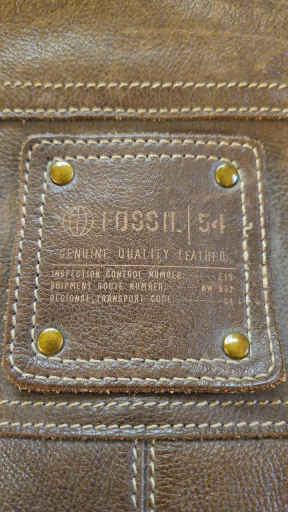 FOSSIL | 54
GENUINE QUALITY LEATHER.
INSPECTION CONTROL NUMBER:
SHIPMENT ROUTE NUMBER:
REGIONAL TRANSPORT CODE